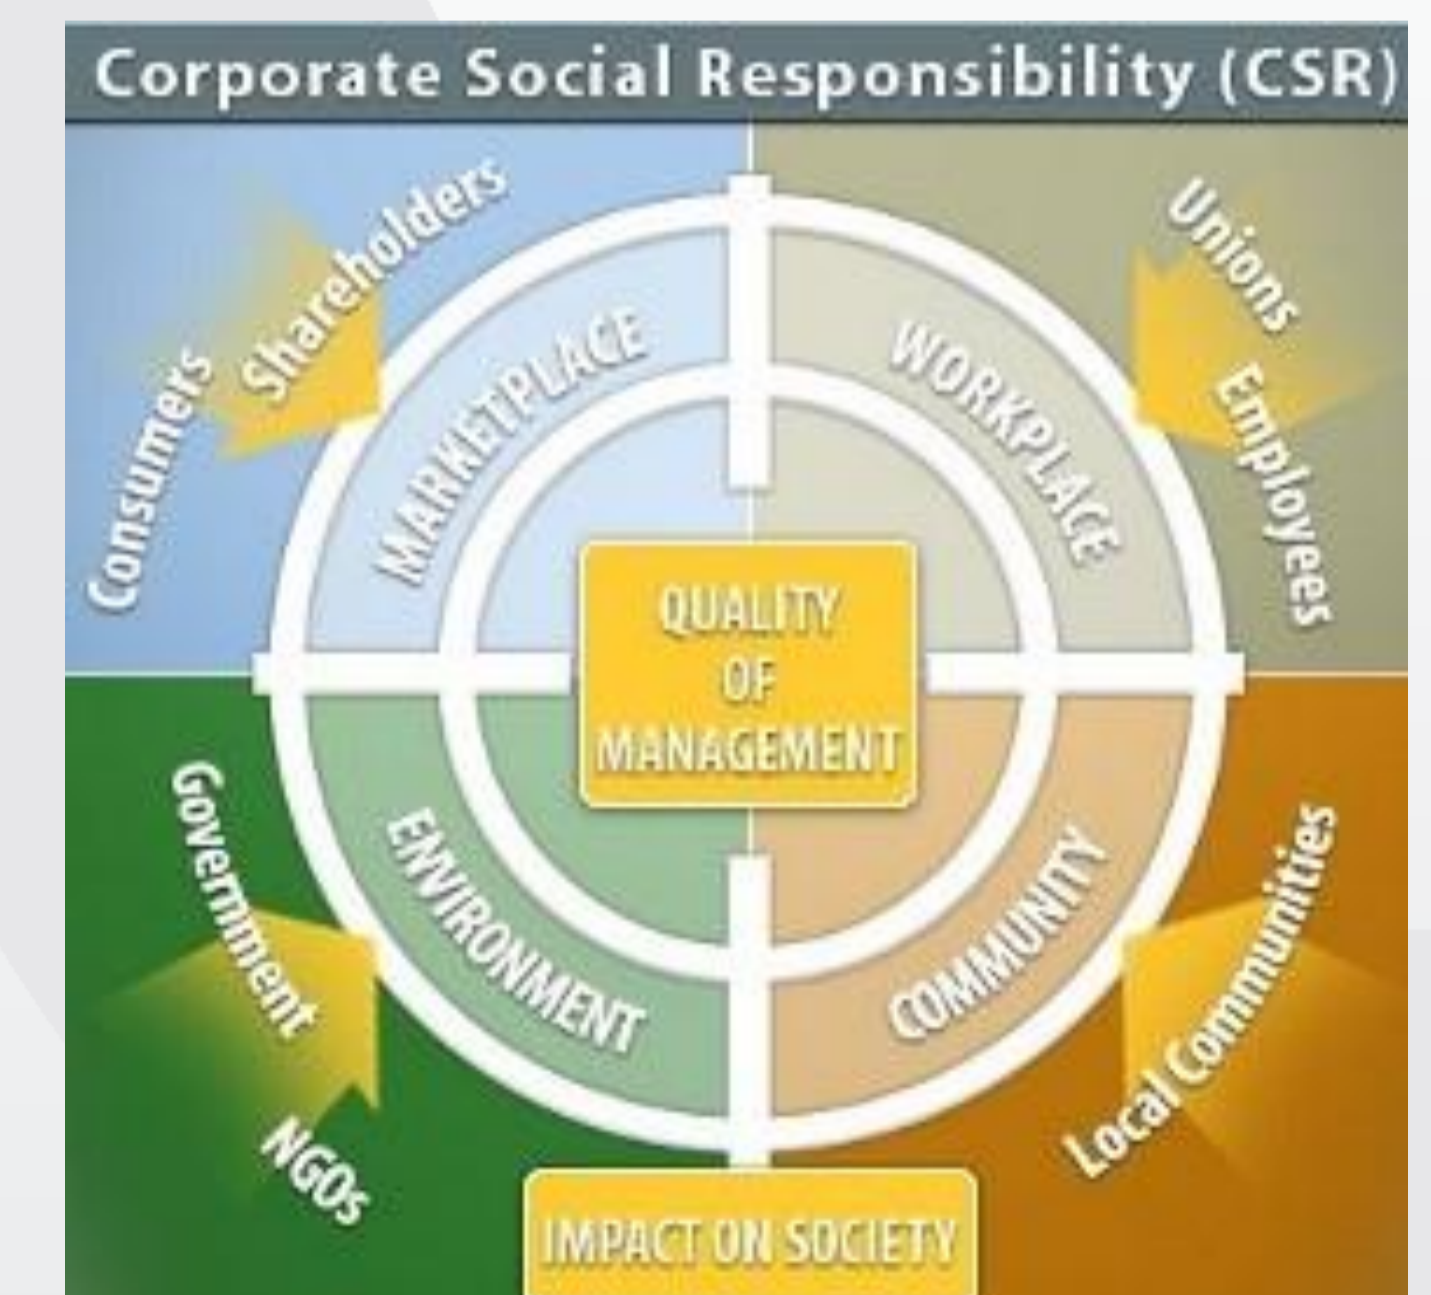 Corporate Social Responsibility (CSR)
Consumers
Shareholders
MARKETPLACE
WORKPLACE
Unions
Employees
QUALITY
OF
MANAGEMENT
Government
NGOs
ENVIRONMENT
COMMUNITY
Local Communities
IMPACT ON SOCIETY